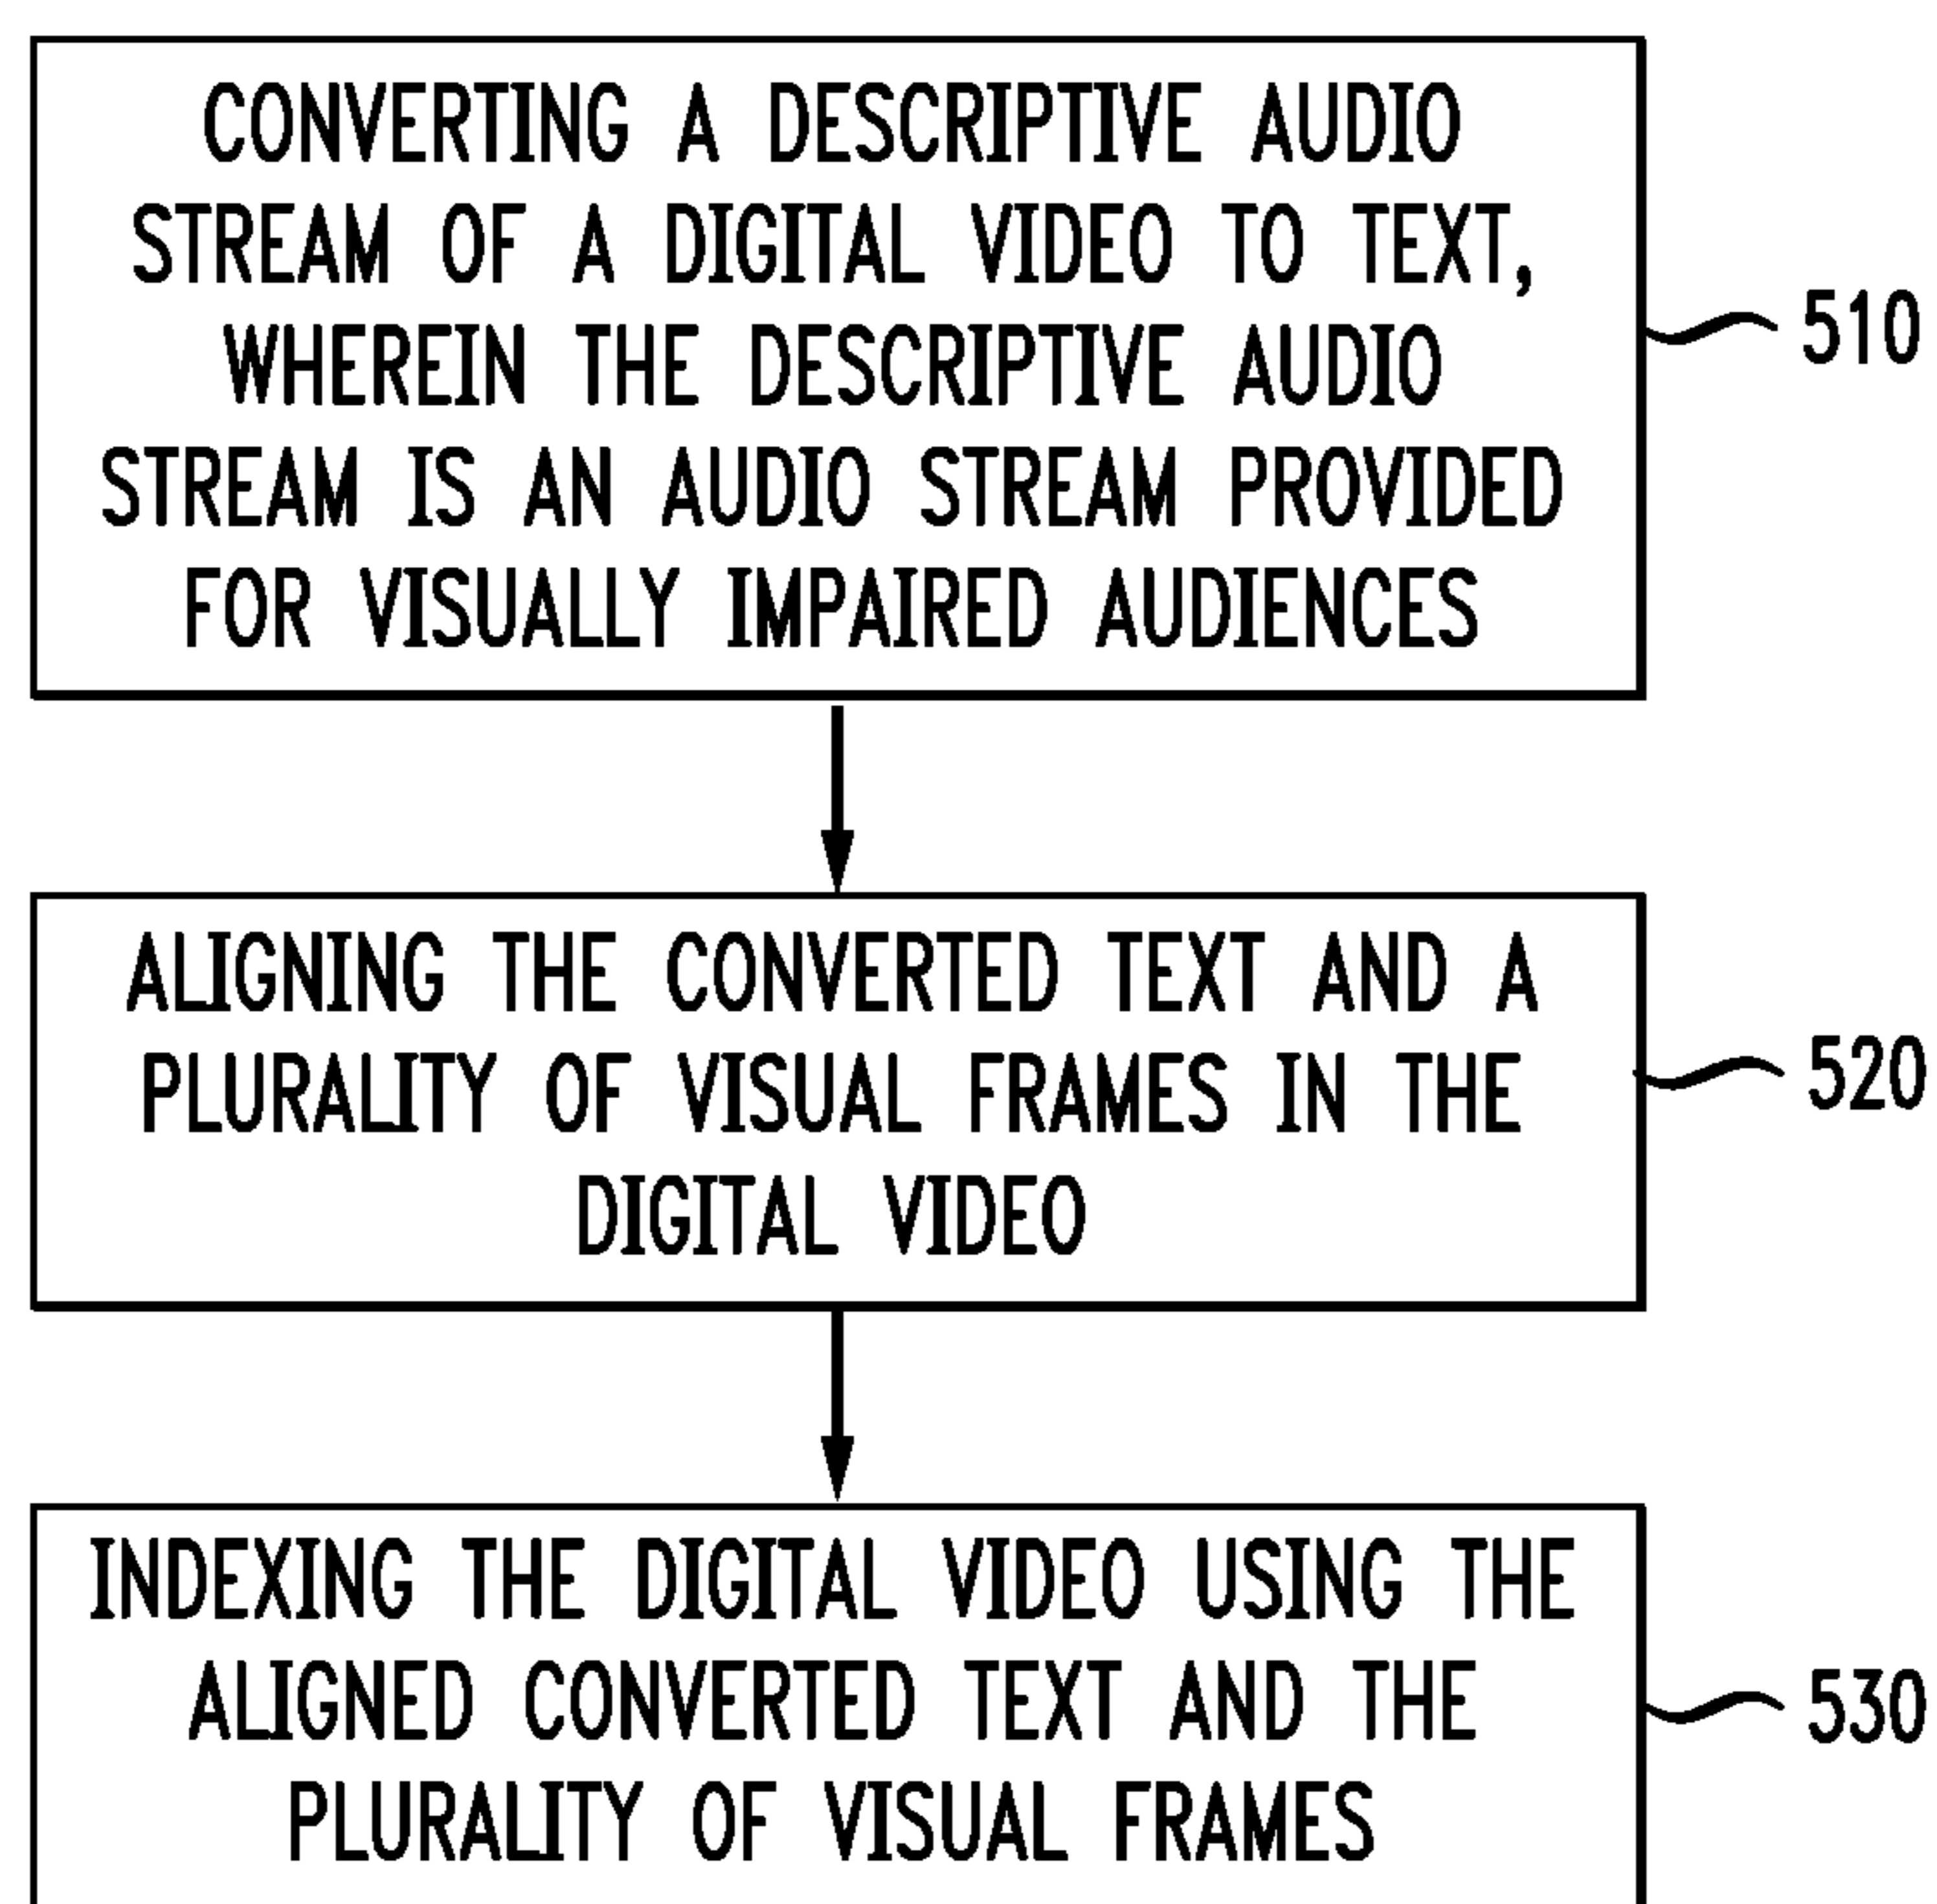 CONVERTING A DESCRIPTIVE AUDIO
STREAM OF A DIGITAL VIDEO TO TEXT,
WHEREIN THE DESCRIPTIVE AUDIO
STREAM IS AN AUDIO STREAM PROVIDED
FOR VISUALLY IMPAIRED AUDIENCES
510
ALIGNING THE CONVERTED TEXT AND A
PLURALITY OF VISUAL FRAMES IN THE
DIGITAL VIDEO
520
INDEXING THE DIGITAL VIDEO USING THE
ALIGNED CONVERTED TEXT AND THE
PLURALITY OF VISUAL FRAMES
530